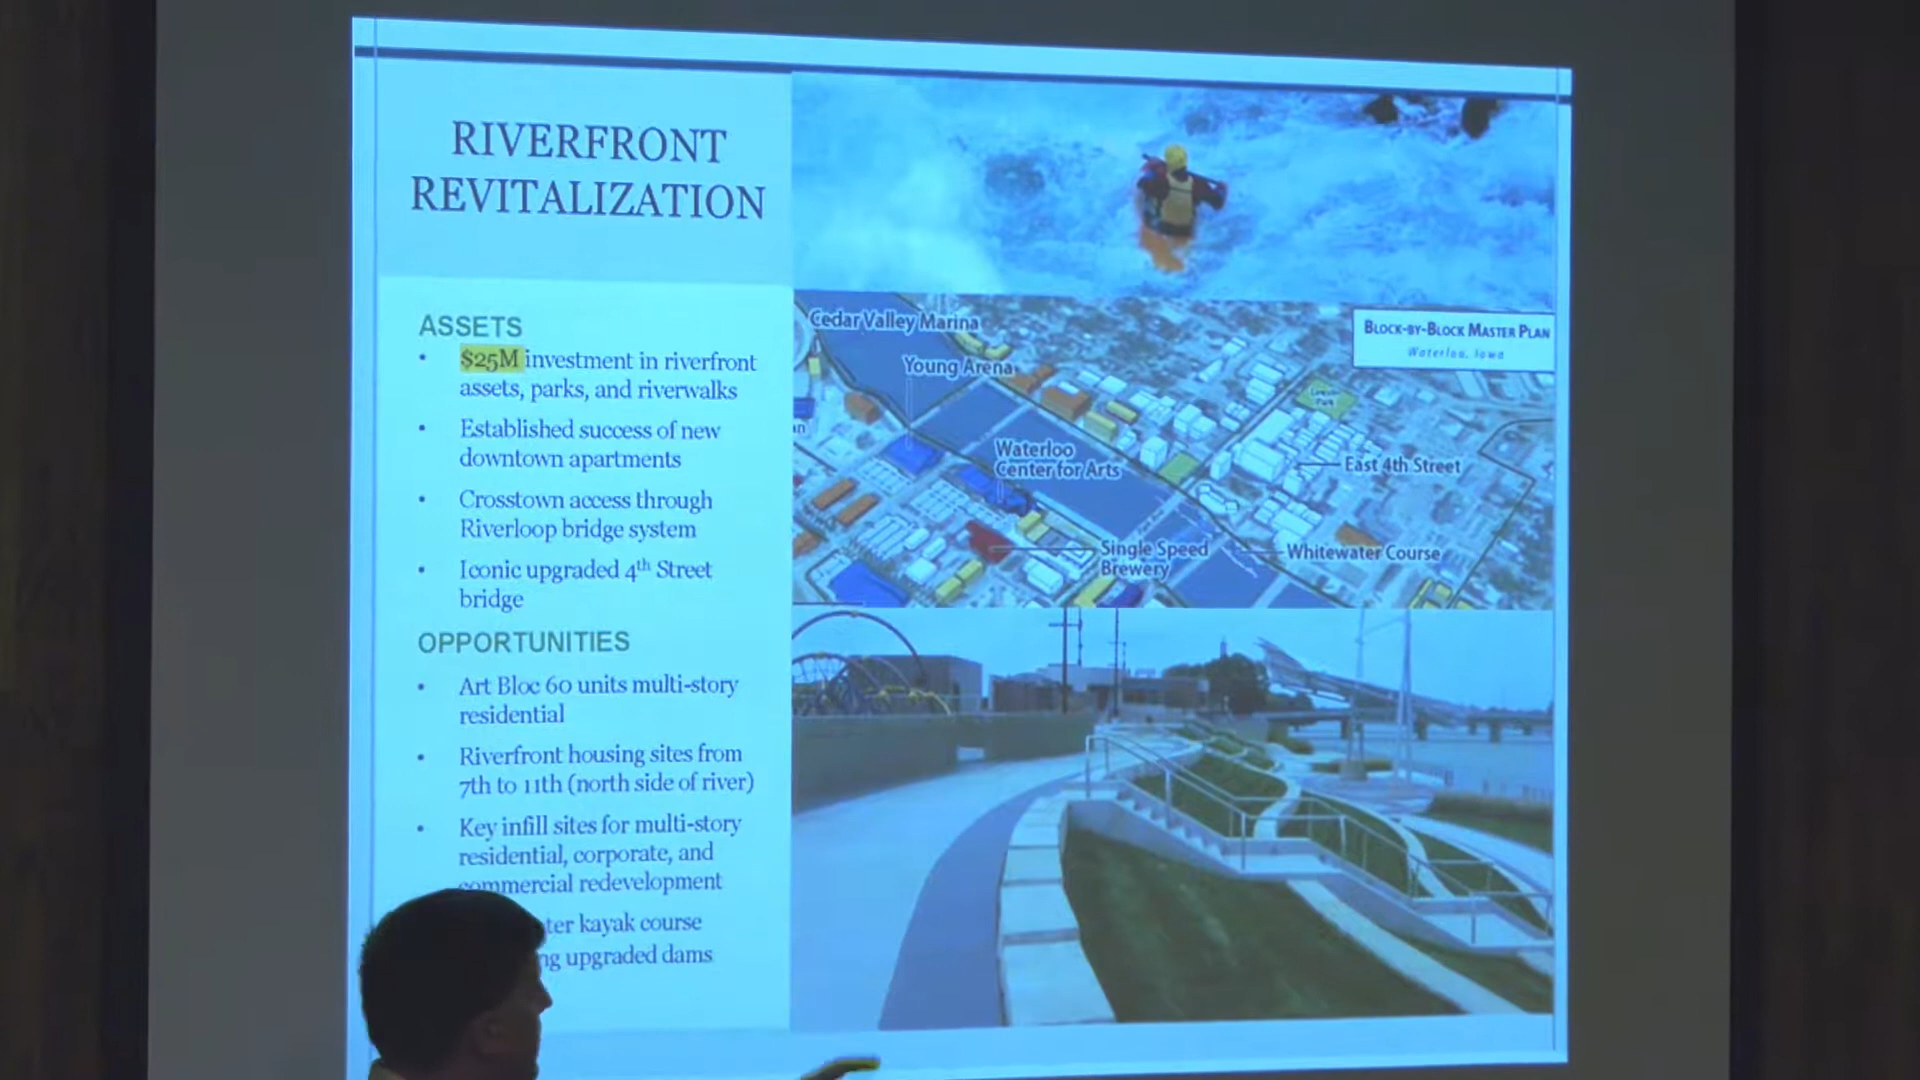 RIVERFRONT
REVITALIZATION
ASSETS
• $25M investment in riverfront
assets, parks, and riverwalks
• Established success of new
downtown apartments
• Crosstown access through
Riverloop bridge system
• Iconic upgraded 4th Street
bridge
OPPORTUNITIES
• Art Bloc 60 units multi-story
residential
• Riverfront housing sites from
7th to 11th (north side of river)
• Key infill sites for multi-story
residential, corporate, and
commercial redevelopment
kayak course
upgraded dams
Cedar Valley Marina
Young Arena
BLOCK-BY-BLOCK MASTER PLAN
Waterloo, Iowa
Waterloo
Center for Arts
East 4th Street
Single Speed
Brewery
Whitewater Course